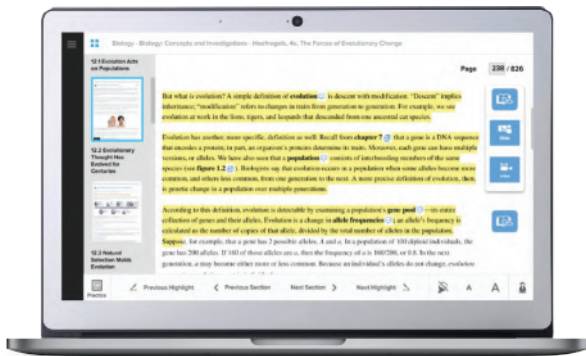 Biology - Biology: Concepts and Investigations - Hoefnagels, 4e, The Forces of Evolutionary Change
12.1 Evolution Acts
on Populations
12.2 Evolutionary
Thought Has
Evolved for
Centuries
12.3 Natural
Selection Molds
Evolution
Page 238 / 826
But what is evolution? A simple definition of evolution is descent with modification. "Descent" implies
inheritance; "modification" refers to changes in traits from generation to generation. For example, we see
evolution at work in the lions, tigers, and leopards that descended from one ancestral cat species.
Evolution has another, more specific, definition as well. Recall from chapter 7 that a gene is a DNA sequence
that encodes a protein; in part, an organism's proteins determine its traits. Moreover, each gene can have multiple
versions, or alleles. We have also seen that a population consists of interbreeding members of the same
species (see figure 1.2). Biologists say that evolution occurs in a population when some alleles become more
common, and others less common, from one generation to the next. A more precise definition of evolution, then,
is genetic change in a population over multiple generations.
According to this definition, evolution is detectable by examining a population's gene pool—its entire
collection of genes and their alleles. Evolution is a change in allele frequencies; an allele's frequency is
calculated as the number of copies of that allele, divided by the total number of alleles in the population.
Suppose, for example, that a gene has 2 possible alleles, A and a. In a population of 100 diploid individuals, the
gene has 200 alleles. If 160 of those alleles are a, then the frequency of a is 160/200, or 0.8. In the next
generation, a may become either more or less common. Because an individual's alleles do not change, evolution
Practice
Previous Highlight
Previous Section
Next Section
Next Highlight
A
A